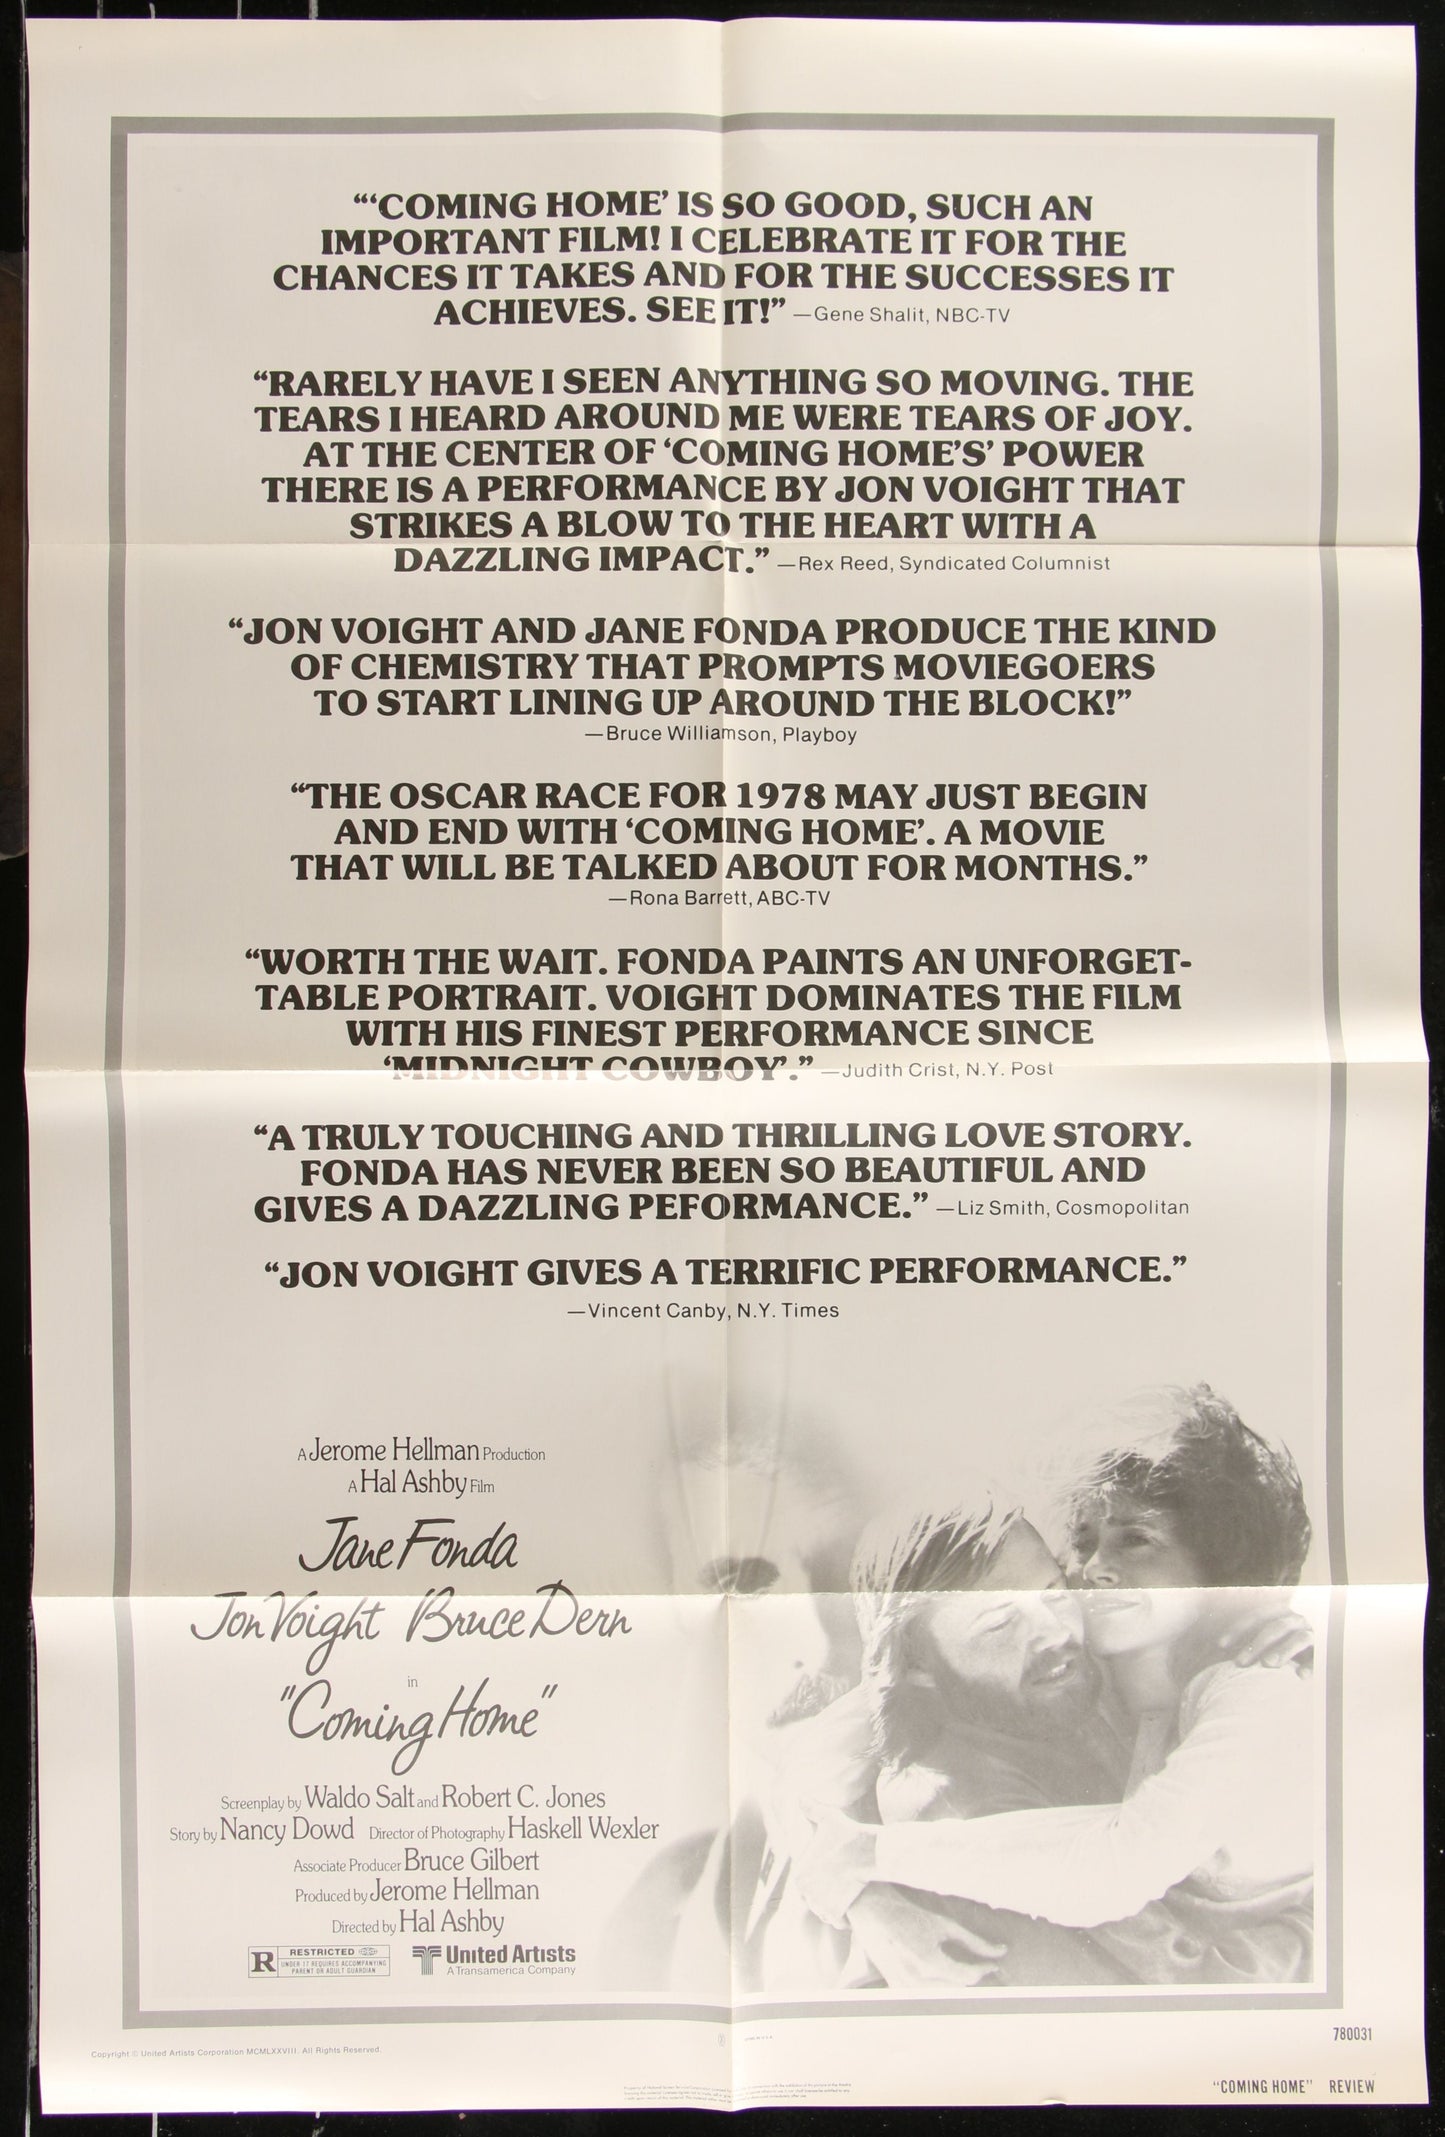 “‘COMING HOME’ IS SO GOOD, SUCH AN
IMPORTANT FILM! I CELEBRATE IT FOR THE
CHANCES IT TAKES AND FOR THE SUCCESSES IT
ACHIEVES. SEE IT!” —Gene Shalit, NBC-TV
“RARELY HAVE I SEEN ANYTHING SO MOVING. THE
TEARS I HEARD AROUND ME WERE TEARS OF JOY.
AT THE CENTER OF ‘COMING HOME’S’ POWER
THERE IS A PERFORMANCE BY JON VOIGHT THAT
STRIKES A BLOW TO THE HEART WITH A
DAZZLING IMPACT.” —Rex Reed, Syndicated Columnist
“JON VOIGHT AND JANE FONDA PRODUCE THE KIND
OF CHEMISTRY THAT PROMPTS MOVIEGOERS
TO START LINING UP AROUND THE BLOCK!”
—Bruce Williamson, Playboy
“THE OSCAR RACE FOR 1978 MAY JUST BEGIN
AND END WITH ‘COMING HOME’. A MOVIE
THAT WILL BE TALKED ABOUT FOR MONTHS.”
—Rona Barrett, ABC-TV
“WORTH THE WAIT. FONDA PAINTS AN UNFORGET-
TABLE PORTRAIT. VOIGHT DOMINATES THE FILM
WITH HIS FINEST PERFORMANCE SINCE
‘MIDNIGHT COWBOY’.” —Judith Crist, N.Y. Post
“A TRULY TOUCHING AND THRILLING LOVE STORY.
FONDA HAS NEVER BEEN SO BEAUTIFUL AND
GIVES A DAZZLING PEFORMANCE.” —Liz Smith, Cosmopolitan
“JON VOIGHT GIVES A TERRIFIC PERFORMANCE.”
—Vincent Canby, N.Y. Times
A Jerome Hellman Production
A Hal Ashby Film
Jane Fonda
Jon Voight Bruce Dern
in
"Coming Home"
Screenplay by Waldo Salt and Robert C. Jones
Story by Nancy Dowd Director of Photography Haskell Wexler
Associate Producer Bruce Gilbert
Produced by Jerome Hellman
Directed by Hal Ashby
R RESTRICTED
UNDER 17 REQUIRES ACCOMPANYING
PARENT OR ADULT GUARDIAN
United Artists
A Transamerica Company
780031
Copyright © United Artists Corporation MCMLXXVIII. All Rights Reserved.
"COMING HOME" REVIEW